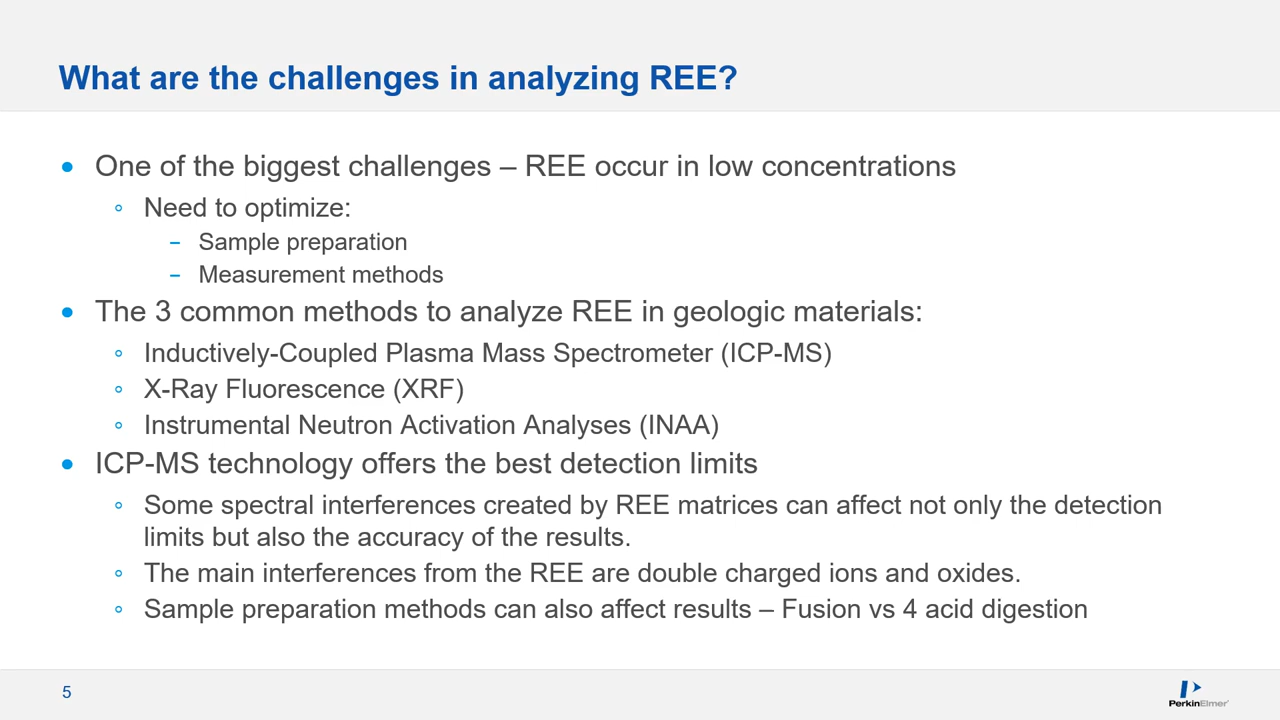 What are the challenges in analyzing REE?
• One of the biggest challenges – REE occur in low concentrations
◦ Need to optimize:
– Sample preparation
– Measurement methods
• The 3 common methods to analyze REE in geologic materials:
◦ Inductively-Coupled Plasma Mass Spectrometer (ICP-MS)
◦ X-Ray Fluorescence (XRF)
◦ Instrumental Neutron Activation Analyses (INAA)
• ICP-MS technology offers the best detection limits
◦ Some spectral interferences created by REE matrices can affect not only the detection
limits but also the accuracy of the results.
◦ The main interferences from the REE are double charged ions and oxides.
◦ Sample preparation methods can also affect results – Fusion vs 4 acid digestion
5
PerkinElmer